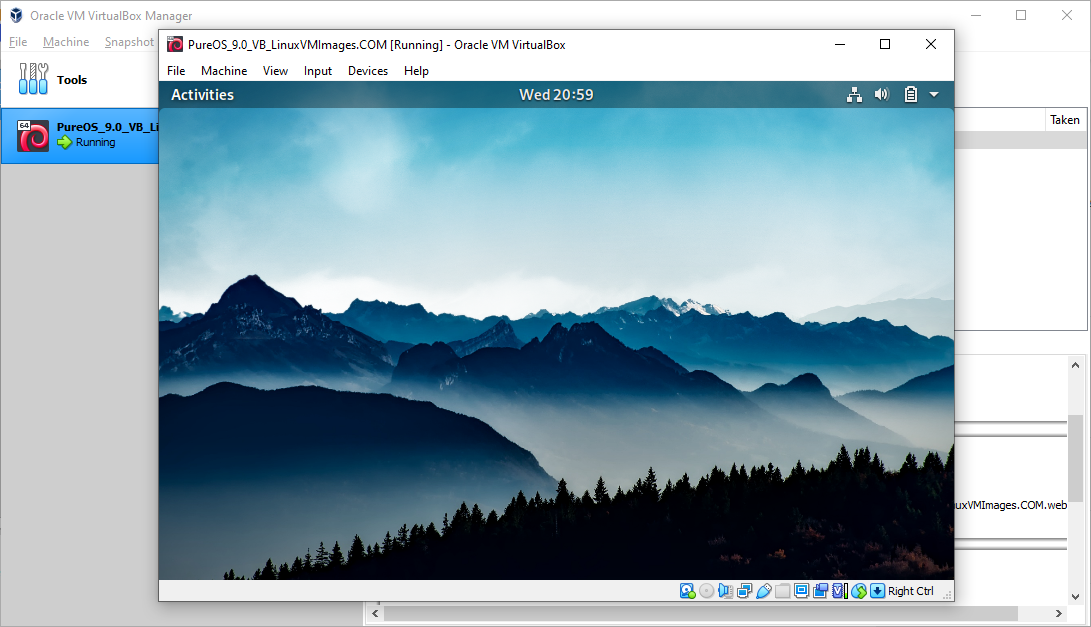 Oracle VM VirtualBox Manager
File Machine Snapshot
Tools
64
PureOS_9.0_VB_Li
Running
Taken
PureOS_9.0_VB_LinuxVMImages.COM [Running] - Oracle VM VirtualBox
File Machine View Input Devices Help
Activities Wed 20:59
uxVMImages.COM.web
Right Ctrl